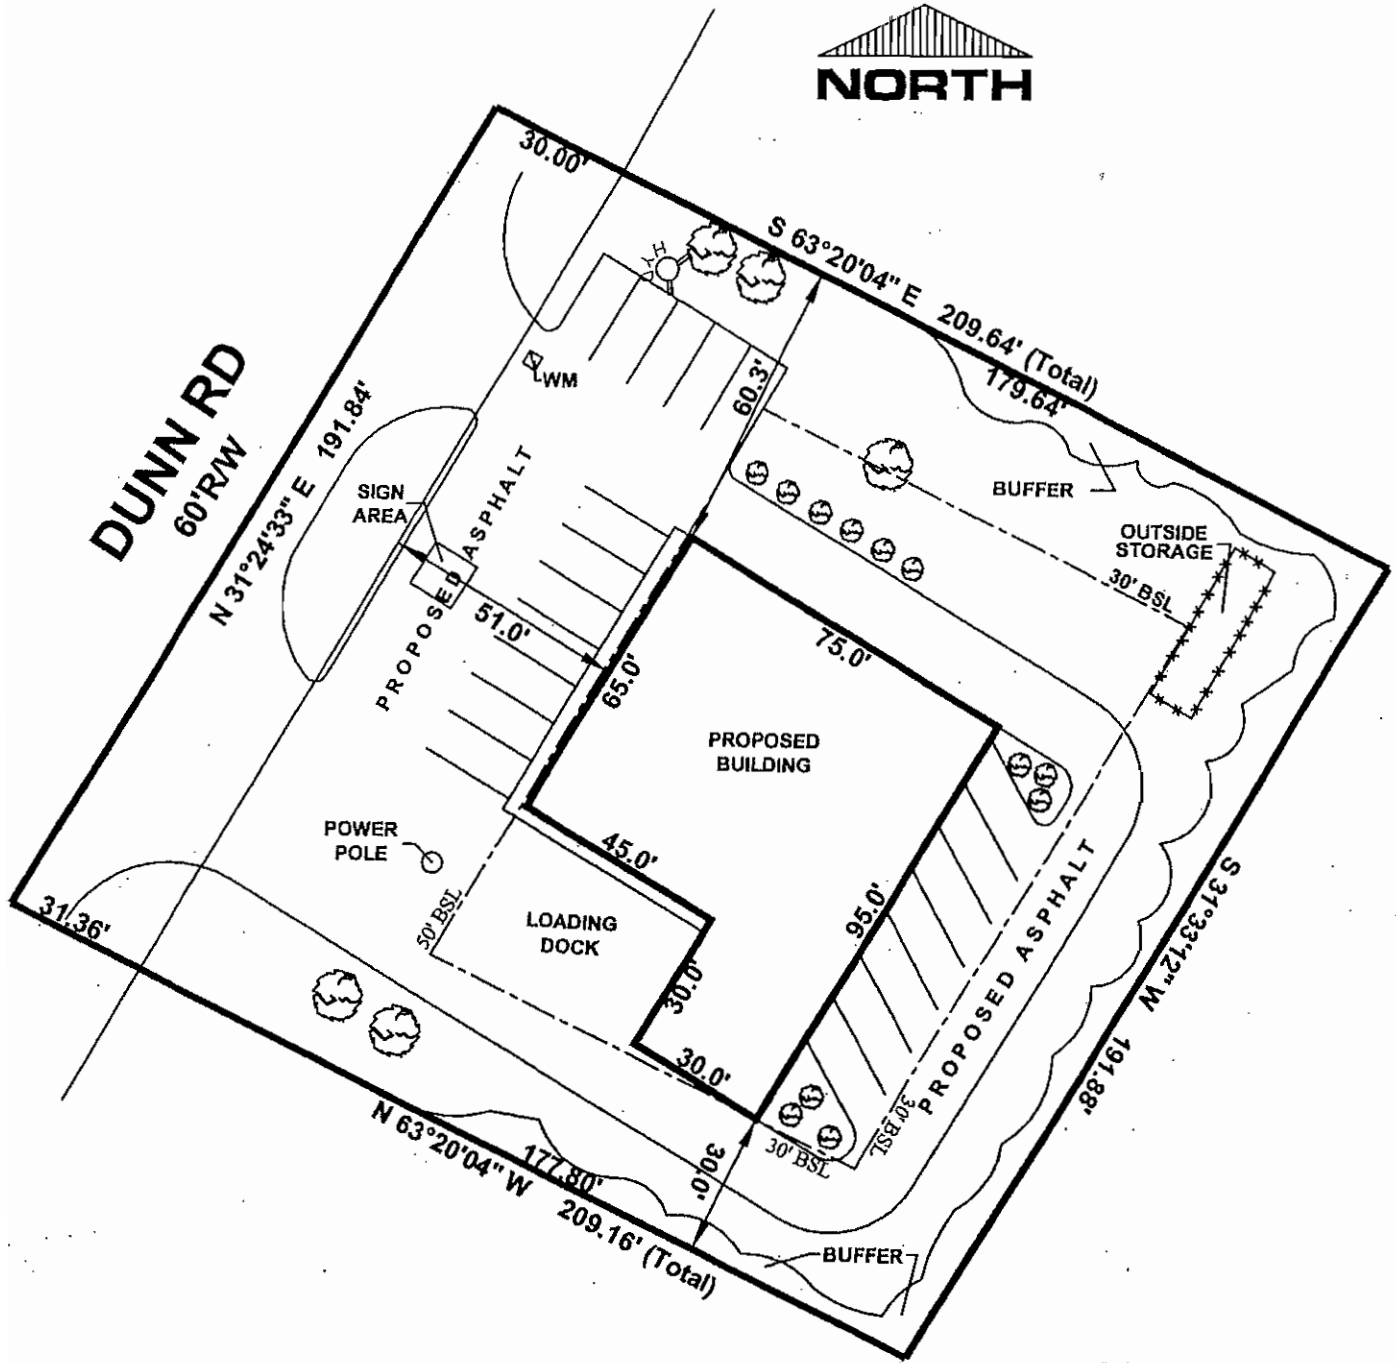 NORTH
30.00'
S 63°20'04" E 209.64' (Total)
179.64'
HYD
WM
60.3'
DUNN RD
60'R/W
N 31°24'33" E 191.84'
SIGN
AREA
PROPOSED ASPHALT
51.0'
65.0'
75.0'
BUFFER
OUTSIDE
STORAGE
30' BSL
PROPOSED
BUILDING
POWER
POLE
45.0'
50' BSL
LOADING
DOCK
30.0'
30.0'
95.0'
PROPOSED ASPHALT
S 31°33'12" W 191.88'
31.36'
30' BSL
30' BSL
30.0'
N 63°20'04" W 209.16' (Total)
177.80'
BUFFER